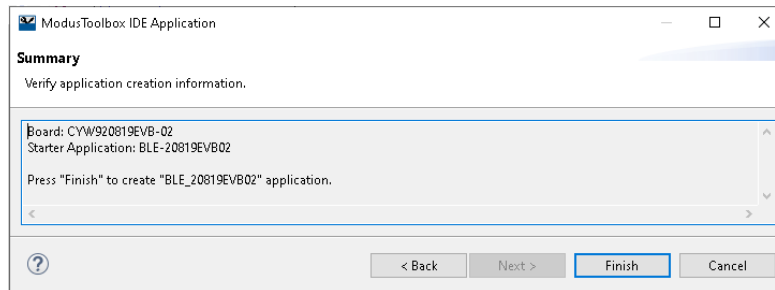 ModusToolbox IDE Application
Summary
Verify application creation information.
Board: CYW920819EVB-02
Starter Application: BLE-20819EVB02
Press "Finish" to create "BLE_20819EVB02" application.
?
< Back
Next >
Finish
Cancel